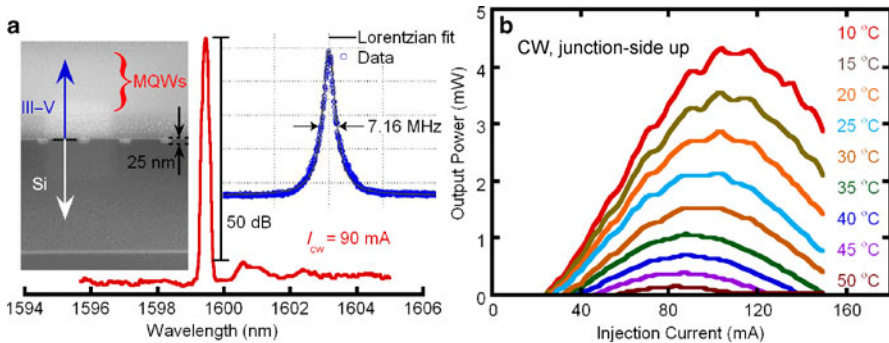 a
III–V
MQWs
25 nm
Si
Lorentzian fit
Data
7.16 MHz
50 dB
Icw = 90 mA
1594 1596 1598 1600 1602 1604 1606
Wavelength (nm)
b
CW, junction-side up
10 °C
15 °C
20 °C
25 °C
30 °C
35 °C
40 °C
45 °C
50 °C
Output Power (mW)
5
4
3
2
1
0
0 40 80 120 160
Injection Current (mA)